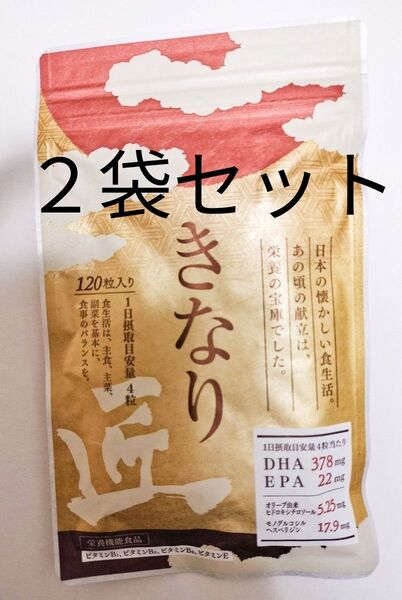 ２袋セット
きなり
匠
日本の懐かしい食生活。
あの頃の献立は、
栄養の宝庫でした。
120粒入り
1日摂取目安量 4粒
食生活は、主食、主菜、
副菜を基本に、
食事のバランスを。
1日摂取目安量4粒当たり
DHA 378mg
EPA 22mg
オリーブ由来
ヒドロキシチロソール 5.25mg
モノグルコシル
ヘスペリジン 17.9mg
栄養機能食品
ビタミンB₁、ビタミンB₂、ビタミンB₆、ビタミンE